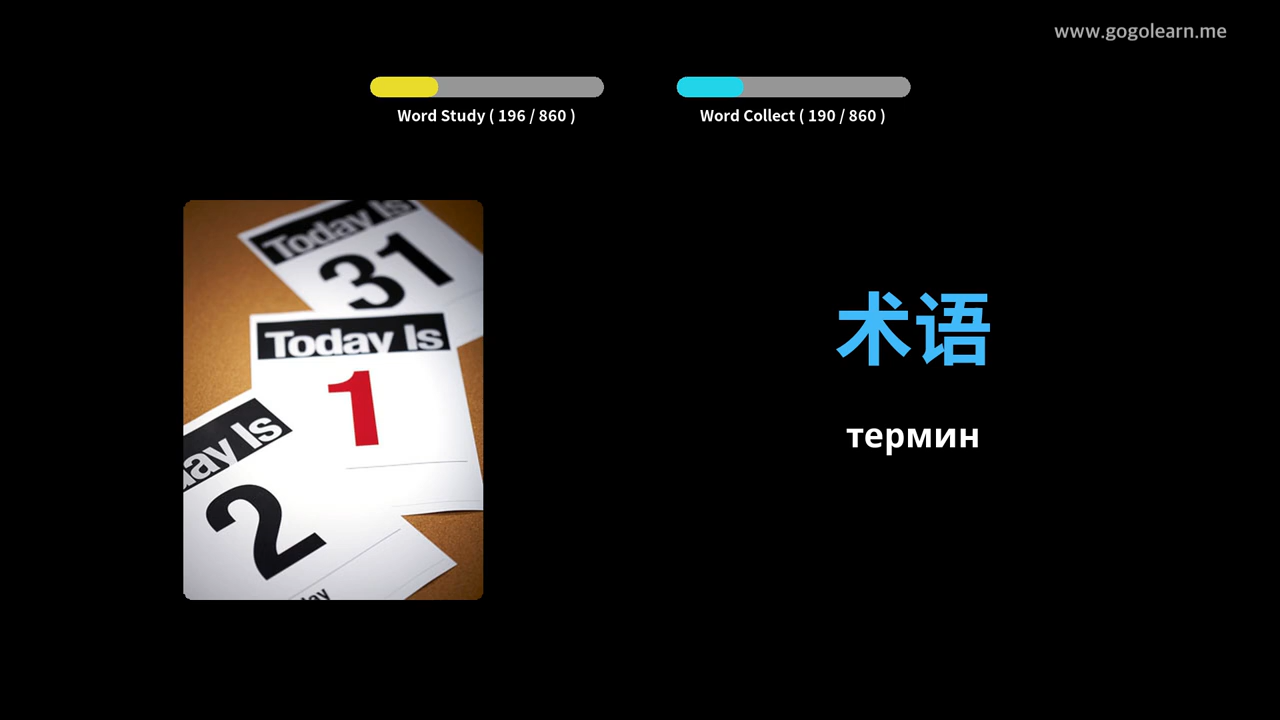 www.gogolearn.me
Word Study ( 196 / 860 )
Word Collect ( 190 / 860 )
Today Is
31
Today Is
1
day Is
2
术语
термин